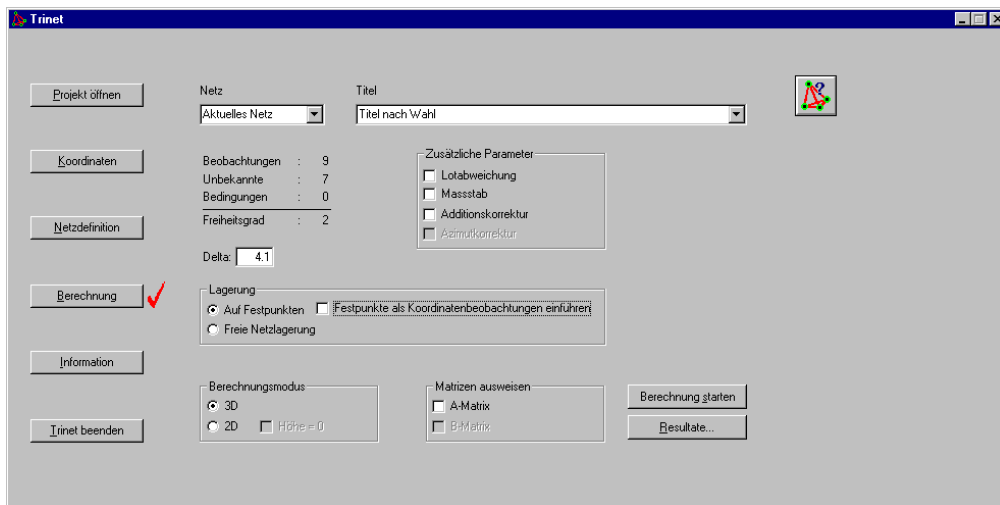 Trinet
Projekt öffnen
Netz
Titel
Aktuelles Netz
Titel nach Wahl
?
Koordinaten
Beobachtungen : 9
Unbekannte : 7
Bedingungen : 0
Freiheitsgrad : 2
Zusätzliche Parameter
Lotabweichung
Massstab
Additionskorrektur
Azimutkorrektur
Netzdefinition
Delta: 4.1
Berechnung
Lagerung
Auf Festpunkten
Festpunkte als Koordinatenbeobachtungen einführen
Freie Netzlagerung
Information
Berechnungsmodus
3D
2D
Höhe = 0
Matrizen ausweisen
A-Matrix
B-Matrix
Berechnung starten
Resultate...
Trinet beenden